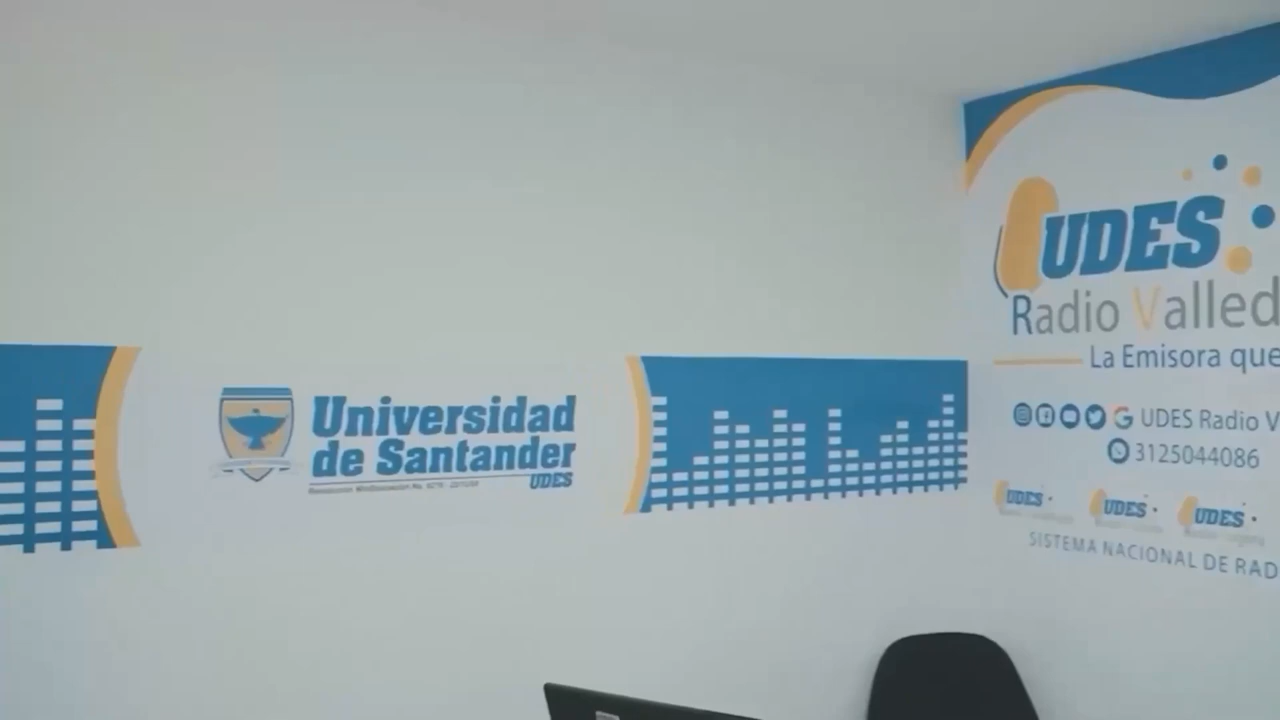 Universidad
de Santander
UDES
UDES
Radio Valled
La Emisora que
UDES Radio V
3125044086
UDES
UDES
UDES
SISTEMA NACIONAL DE RAD